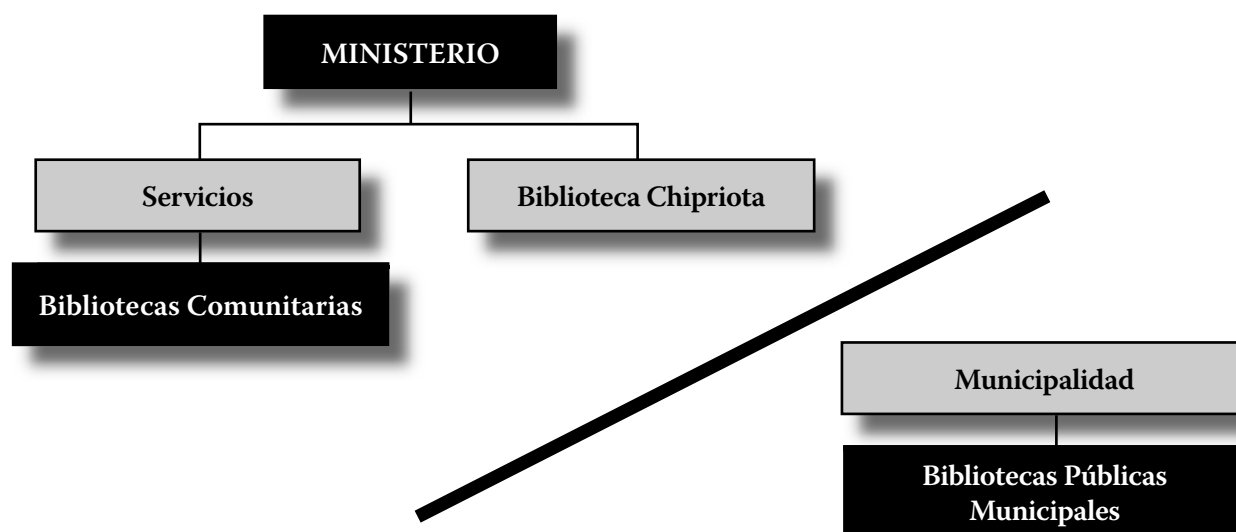 MINISTERIO
Servicios
Biblioteca Chipriota
Bibliotecas Comunitarias
Municipalidad
Bibliotecas Públicas
Municipales